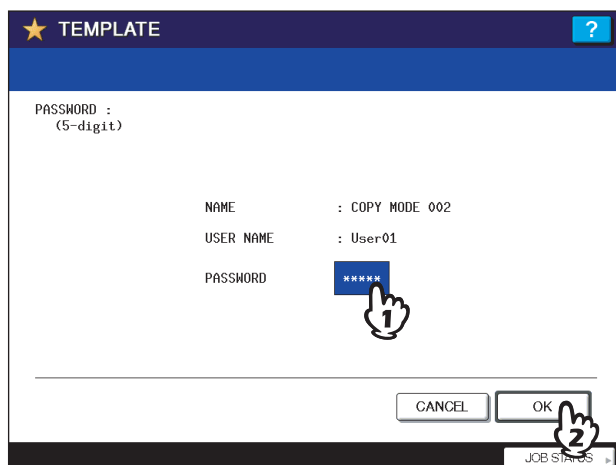 TEMPLATE ?
PASSWORD :
(5-digit)
NAME : COPY MODE 002
USER NAME : User01
PASSWORD *****
1
CANCEL OK
2
JOB STATUS